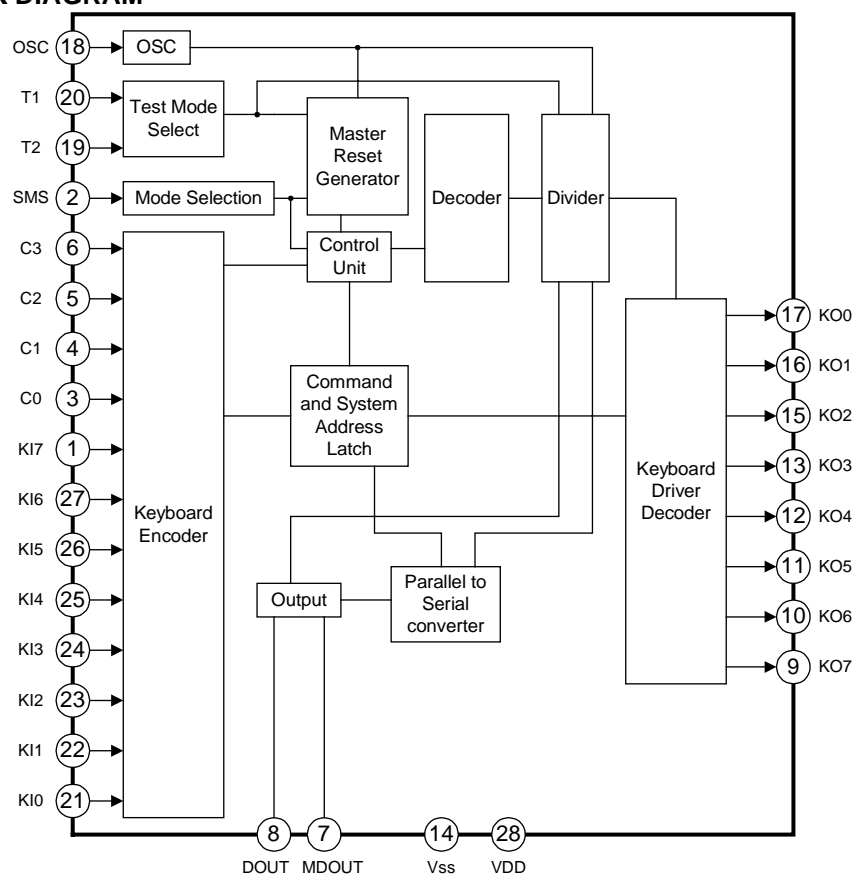 DIAGRAM
OSC 18 OSC
T1 20
Test Mode
Select
T2 19
Master
Reset
Generator
Decoder
Divider
SMS 2 Mode Selection
C3 6
Control
Unit
C2 5
17 KO0
C1 4
16 KO1
C0 3
Command
and System
Address
Latch
15 KO2
KI7 1
13 KO3
KI6 27
Keyboard
Encoder
Keyboard
Driver
Decoder
12 KO4
KI5 26
11 KO5
KI4 25
Output
Parallel to
Serial
converter
10 KO6
KI3 24
9 KO7
KI2 23
KI1 22
KI0 21
8 7 14 28
DOUT MDOUT Vss VDD